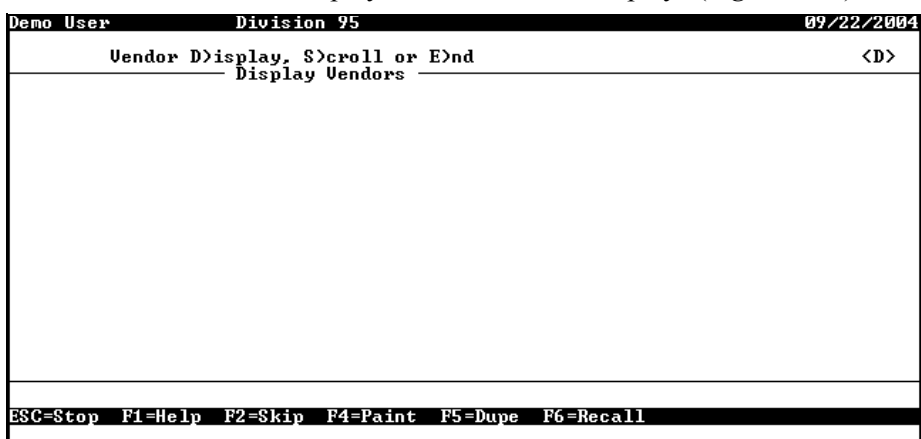 Demo User Division 95 09/22/2004
Vendor D>isplay, S>croll or E>nd <D>
Display Vendors
ESC=Stop F1=Help F2=Skip F4=Paint F5=Dupe F6=Recall